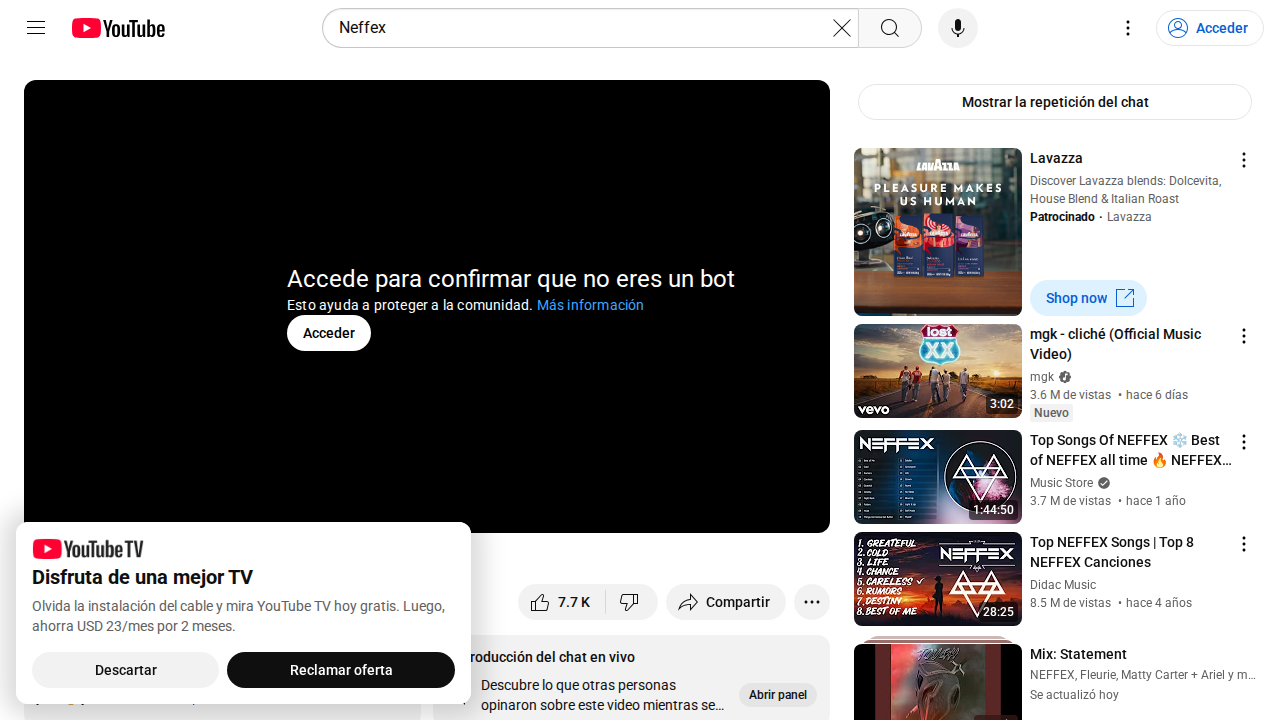 YouTube
Neffex
Acceder
Accede para confirmar que no eres un bot
Esto ayuda a proteger a la comunidad. Más información
Acceder
YouTube TV
Disfruta de una mejor TV
Olvida la instalación del cable y mira YouTube TV hoy gratis. Luego,
ahorra USD 23/mes por 2 meses.
Descartar
Reclamar oferta
7.7 K
Compartir
roducción del chat en vivo
Descubre lo que otras personas
opinaron sobre este video mientras se...
Abrir panel
Mostrar la repetición del chat
LAVAZZA
PLEASURE MAKES
US HUMAN
Lavazza
Discover Lavazza blends: Dolcevita,
House Blend & Italian Roast
Patrocinado · Lavazza
Shop now
lost
XX
vevo
3:02
mgk - cliché (Official Music
Video)
mgk
3.6 M de vistas • hace 6 días
Nuevo
NEFFEX
1:44:50
Top Songs Of NEFFEX ❄️ Best
of NEFFEX all time 🔥 NEFFEX...
Music Store
3.7 M de vistas • hace 1 año
1. GREATEFUL
2. COLD
3. LIFE
4. CHANCE
5. CARELESS ✓
6. RUMORS
7. DESTINY
8. BEST OF ME
NEFFEX
28:25
Top NEFFEX Songs | Top 8
NEFFEX Canciones
Didac Music
8.5 M de vistas • hace 4 años
Mix: Statement
NEFFEX, Fleurie, Matty Carter + Ariel y m...
Se actualizó hoy